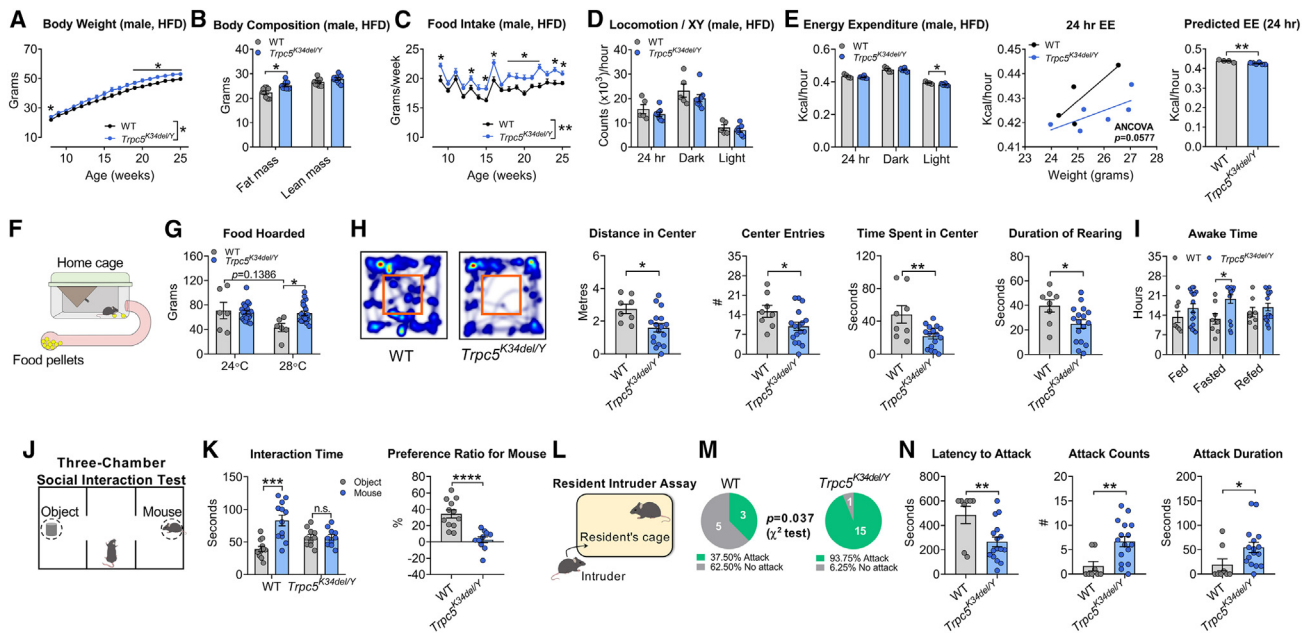 A Body Weight (male, HFD)
Grams
70
50
30
10
*
*
WT
Trpc5K34del/Y
*
10 15 20 25
Age (weeks)
B Body Composition (male, HFD)
WT
Trpc5K34del/Y
Grams
60
50
40
30
20
10
0
*
Fat mass
Lean mass
C Food Intake (male, HFD)
Grams/week
25
20
15
10
5
0
* * * * * * * *
WT
Trpc5K34del/Y
**
10 15 20 25
Age (weeks)
D Locomotion / XY (male, HFD)
WT
Trpc5K34del/Y
Counts (x10³)/hour
40
30
20
10
0
24 hr Dark Light
E Energy Expenditure (male, HFD)
WT
Trpc5K34del/Y
Kcal/hour
0.8
0.6
0.4
0.2
0.0
*
24 hr Dark Light
24 hr EE
WT
Trpc5K34del/Y
Kcal/hour
0.45
0.44
0.43
0.42
0.41
ANCOVA
p=0.0577
23 24 25 26 27 28
Weight (grams)
Predicted EE (24 hr)
Kcal/hour
0.5
0.4
0.3
0.2
0.1
0.0
**
WT
Trpc5K34del/Y
F
Home cage
Food pellets
G Food Hoarded
WT
Trpc5K34del/Y
p=0.1386
*
Grams
160
120
80
40
0
24°C 28°C
H
WT
Trpc5K34del/Y
Distance in Center
Metres
6
5
4
3
2
1
0
*
WT
Trpc5K34del/Y
Center Entries
#
45
30
15
0
*
WT
Trpc5K34del/Y
Time Spent in Center
Seconds
120
100
80
60
40
20
0
**
WT
Trpc5K34del/Y
Duration of Rearing
Seconds
80
60
40
20
0
*
WT
Trpc5K34del/Y
I Awake Time
WT
Trpc5K34del/Y
Hours
42
35
28
21
14
7
0
*
Fed
Fasted
Refed
J
Three-Chamber
Social Interaction Test
Object
Mouse
K Interaction Time
Object
Mouse
Seconds
150
100
50
0
***
n.s.
WT
Trpc5K34del/Y
Preference Ratio for Mouse
%
100
80
60
40
20
0
-20
-40
****
WT
Trpc5K34del/Y
L
Resident Intruder Assay
Resident's cage
Intruder
M
WT
3
5
37.50% Attack
62.50% No attack
p=0.037
(χ² test)
Trpc5K34del/Y
1
15
93.75% Attack
6.25% No attack
N Latency to Attack
Seconds
800
600
400
200
0
**
WT
Trpc5K34del/Y
Attack Counts
#
20
15
10
5
0
**
WT
Trpc5K34del/Y
Attack Duration
Seconds
200
150
100
50
0
*
WT
Trpc5K34del/Y